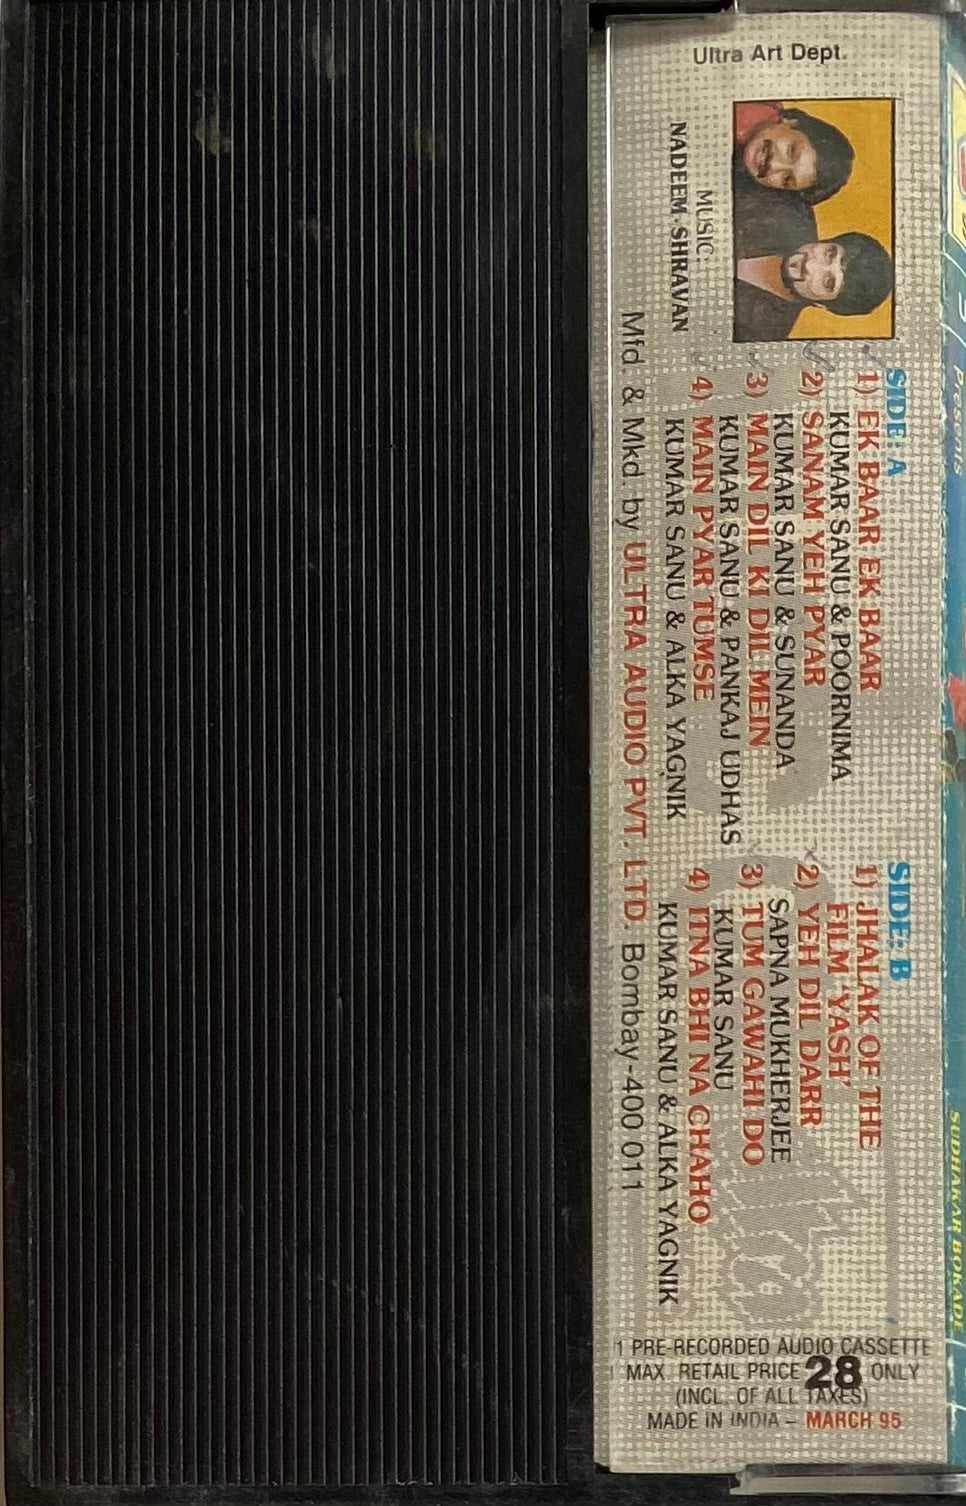 Ultra Art Dept.
MUSIC:
NADEEM-SHRAVAN
SIDE: A
1) EK BAAR EK BAAR
KUMAR SANU & POORNIMA
2) SANAM YEH PYAR
KUMAR SANU & SUNANDA
3) MAIN DIL KI DIL MEIN
KUMAR SANU & PANKAJ UDHAS
4) MAIN PYAR TUMSE
KUMAR SANU & ALKA YAGNIK
SIDE: B
1) JHALAK OF THE
FILM 'YASH'
2) YEH DIL DARR
SAPNA MUKHERJEE
3) TUM GAWAHI DO
KUMAR SANU
4) ITNA BHI NA CHAHO
KUMAR SANU & ALKA YAGNIK
Mfd. & Mkd. by ULTRA AUDIO PVT. LTD. Bombay-400 011
1 PRE-RECORDED AUDIO CASSETTE
MAX. RETAIL PRICE 28 ONLY
(INCL. OF ALL TAXES)
MADE IN INDIA – MARCH 95
Presents
SUDHAKAR BOKADE